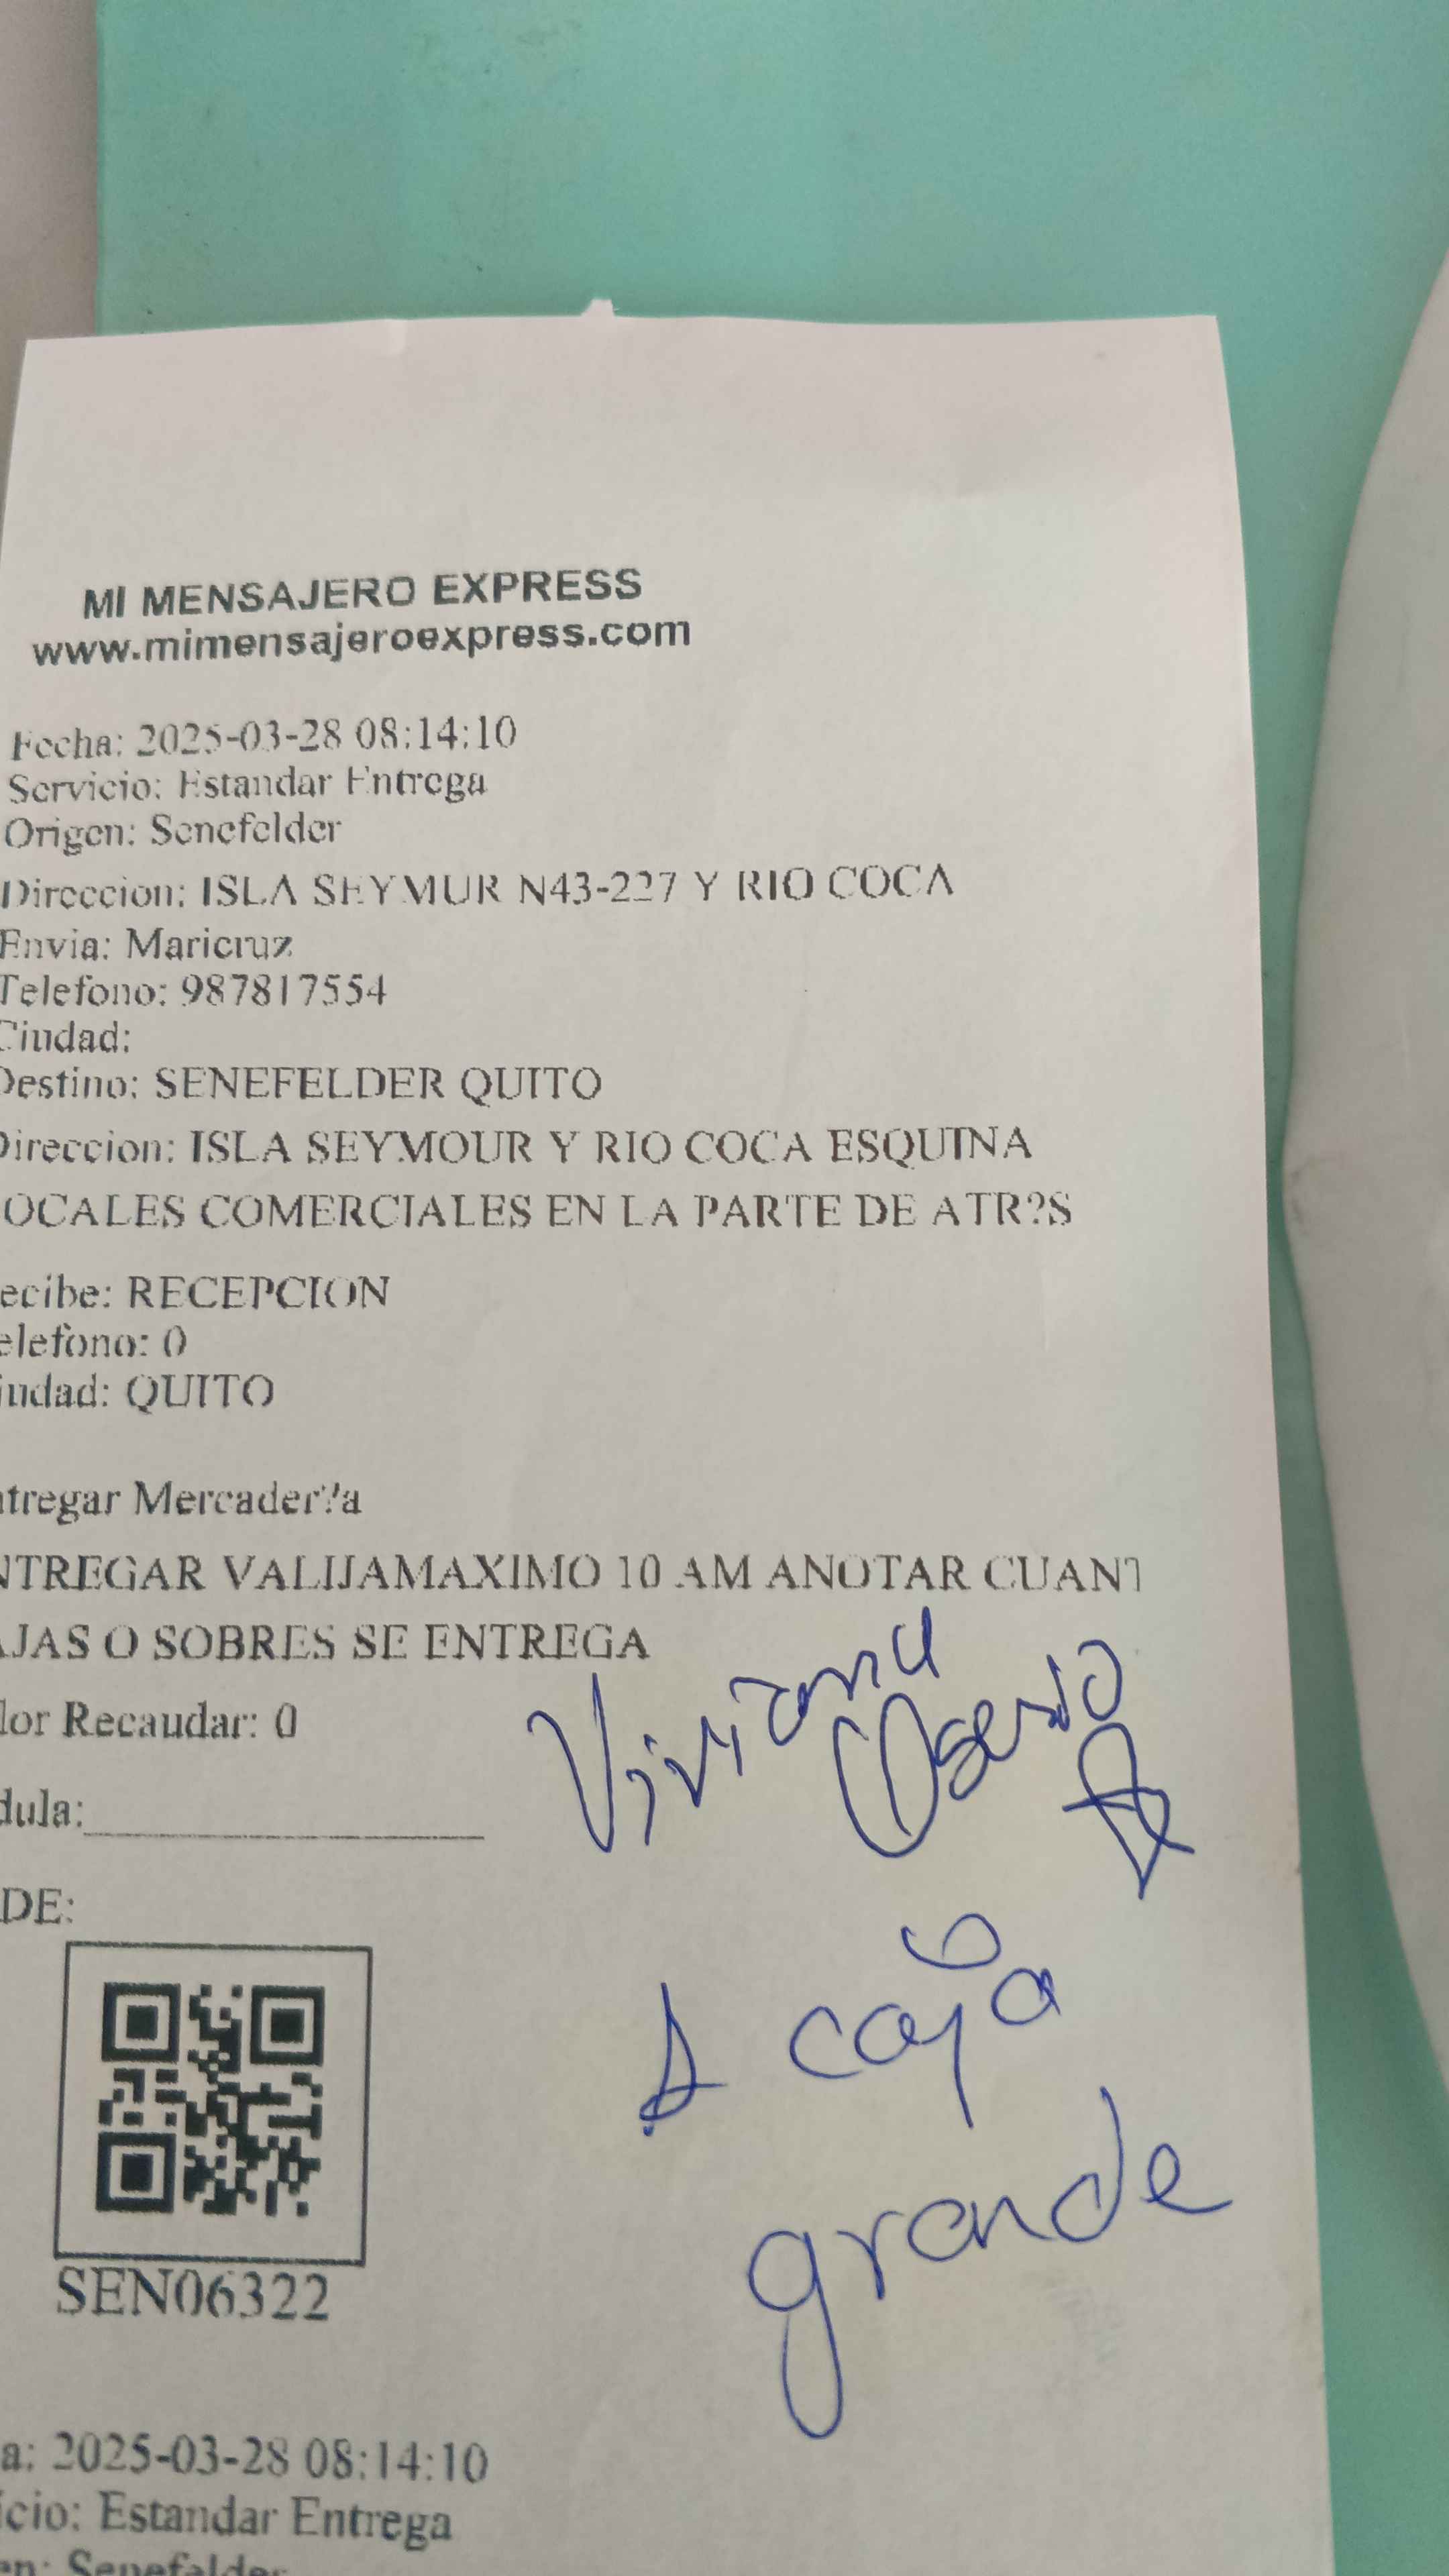 MI MENSAJERO EXPRESS
www.mimensajeroexpress.com
Fecha: 2025-03-28 08:14:10
Servicio: Estandar Entrega
Origen: Senefelder
Direccion: ISLA SEYMUR N43-227 Y RIO COCA
Envia: Maricruz
Telefono: 987817554
Ciudad:
Destino: SENEFELDER QUITO
Direccion: ISLA SEYMOUR Y RIO COCA ESQUINA
OCALES COMERCIALES EN LA PARTE DE ATR?S
ecibe: RECEPCION
elefono: 0
iudad: QUITO
ntregar Mercader?a
NTREGAR VALIJAMAXIMO 10 AM ANOTAR CUANT
AJAS O SOBRES SE ENTREGA
Viviana
Osorio
lor Recaudar: 0
dula:
DE:
caja
grande
SEN06322
a: 2025-03-28 08:14:10
icio: Estandar Entrega
en: Senefelder